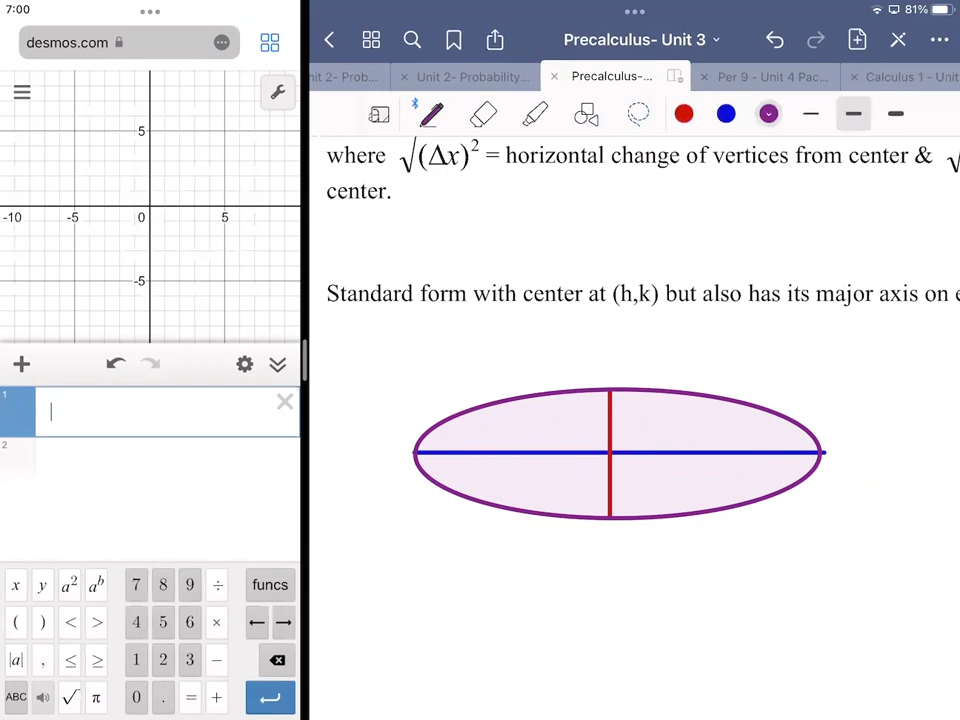 7:00
81%
desmos.com
Precalculus- Unit 3
nit 2- Prob...
Unit 2- Probability...
Precalculus-...
Per 9 - Unit 4 Pac...
Calculus 1 - Unit
5
-10 -5 0 5
-5
where √(Δx)² = horizontal change of vertices from center & √
center.
Standard form with center at (h,k) but also has its major axis on e
1
2
x y a² aᵇ 7 8 9 ÷ funcs
( ) < > 4 5 6 × ← →
|a| , ≤ ≥ 1 2 3 −
ABC √ π 0 . = +